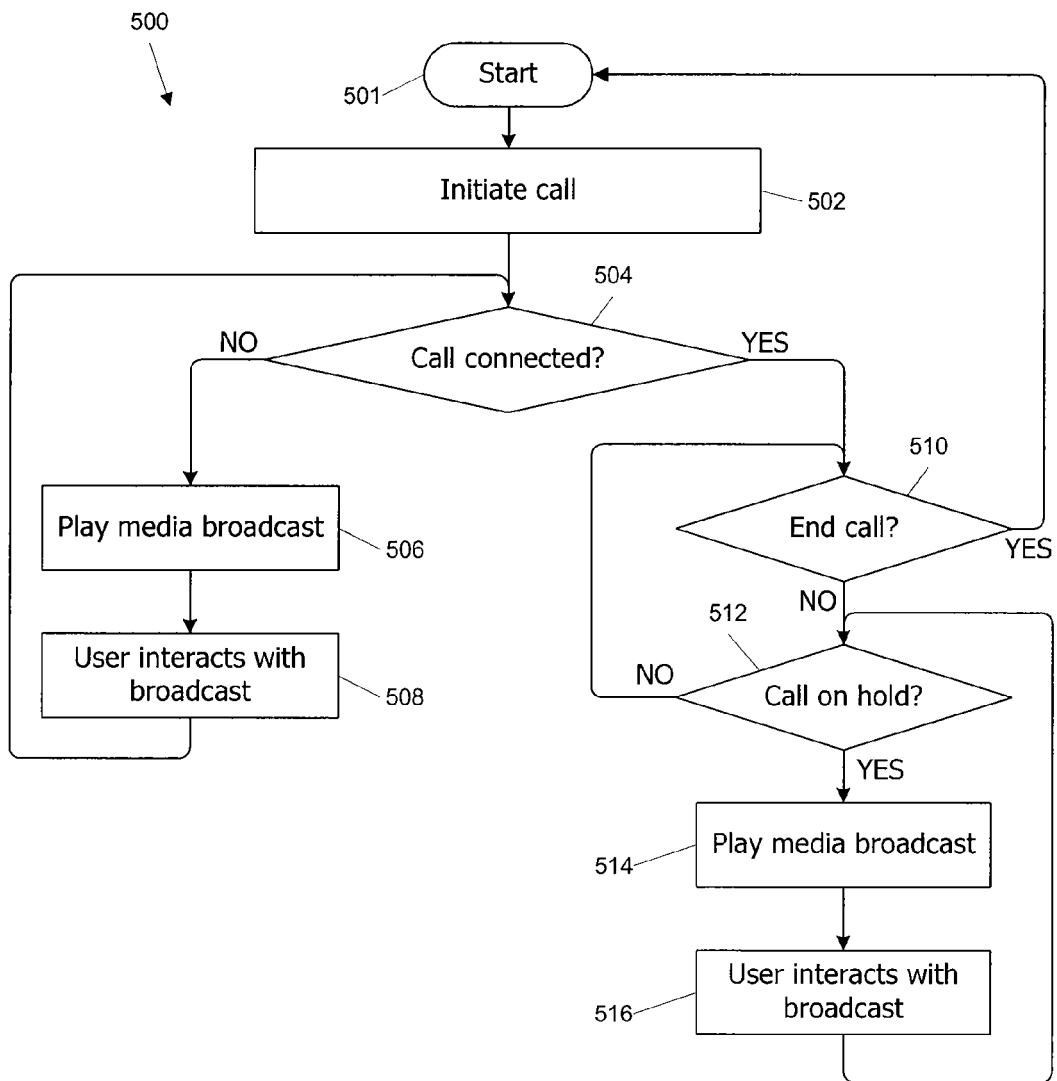 500
Start
501
Initiate call
502
504
NO
YES
Call connected?
510
Play media broadcast
506
End call?
YES
NO
512
User interacts with
broadcast
508
NO
Call on hold?
YES
Play media broadcast
514
User interacts with
broadcast
516